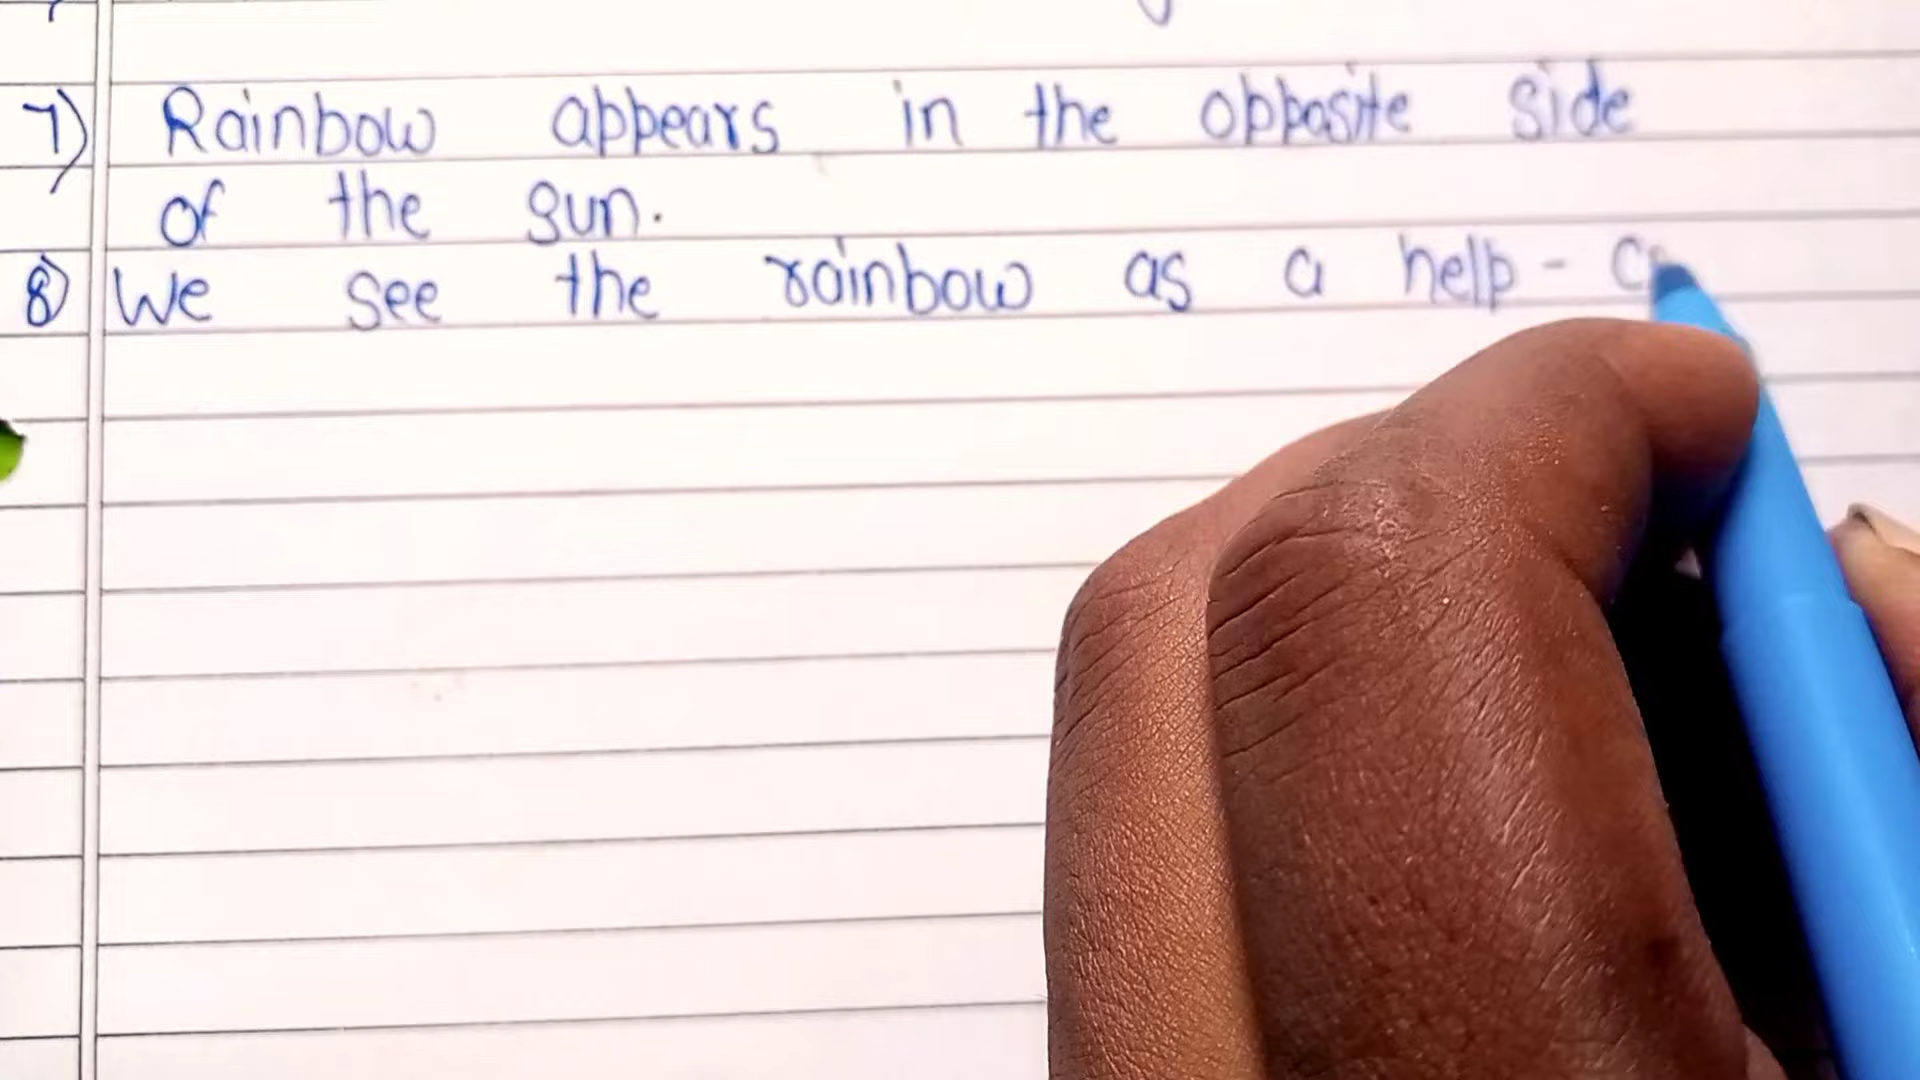 7) Rainbow appears in the opposite side
of the sun.
8) We see the rainbow as a help -